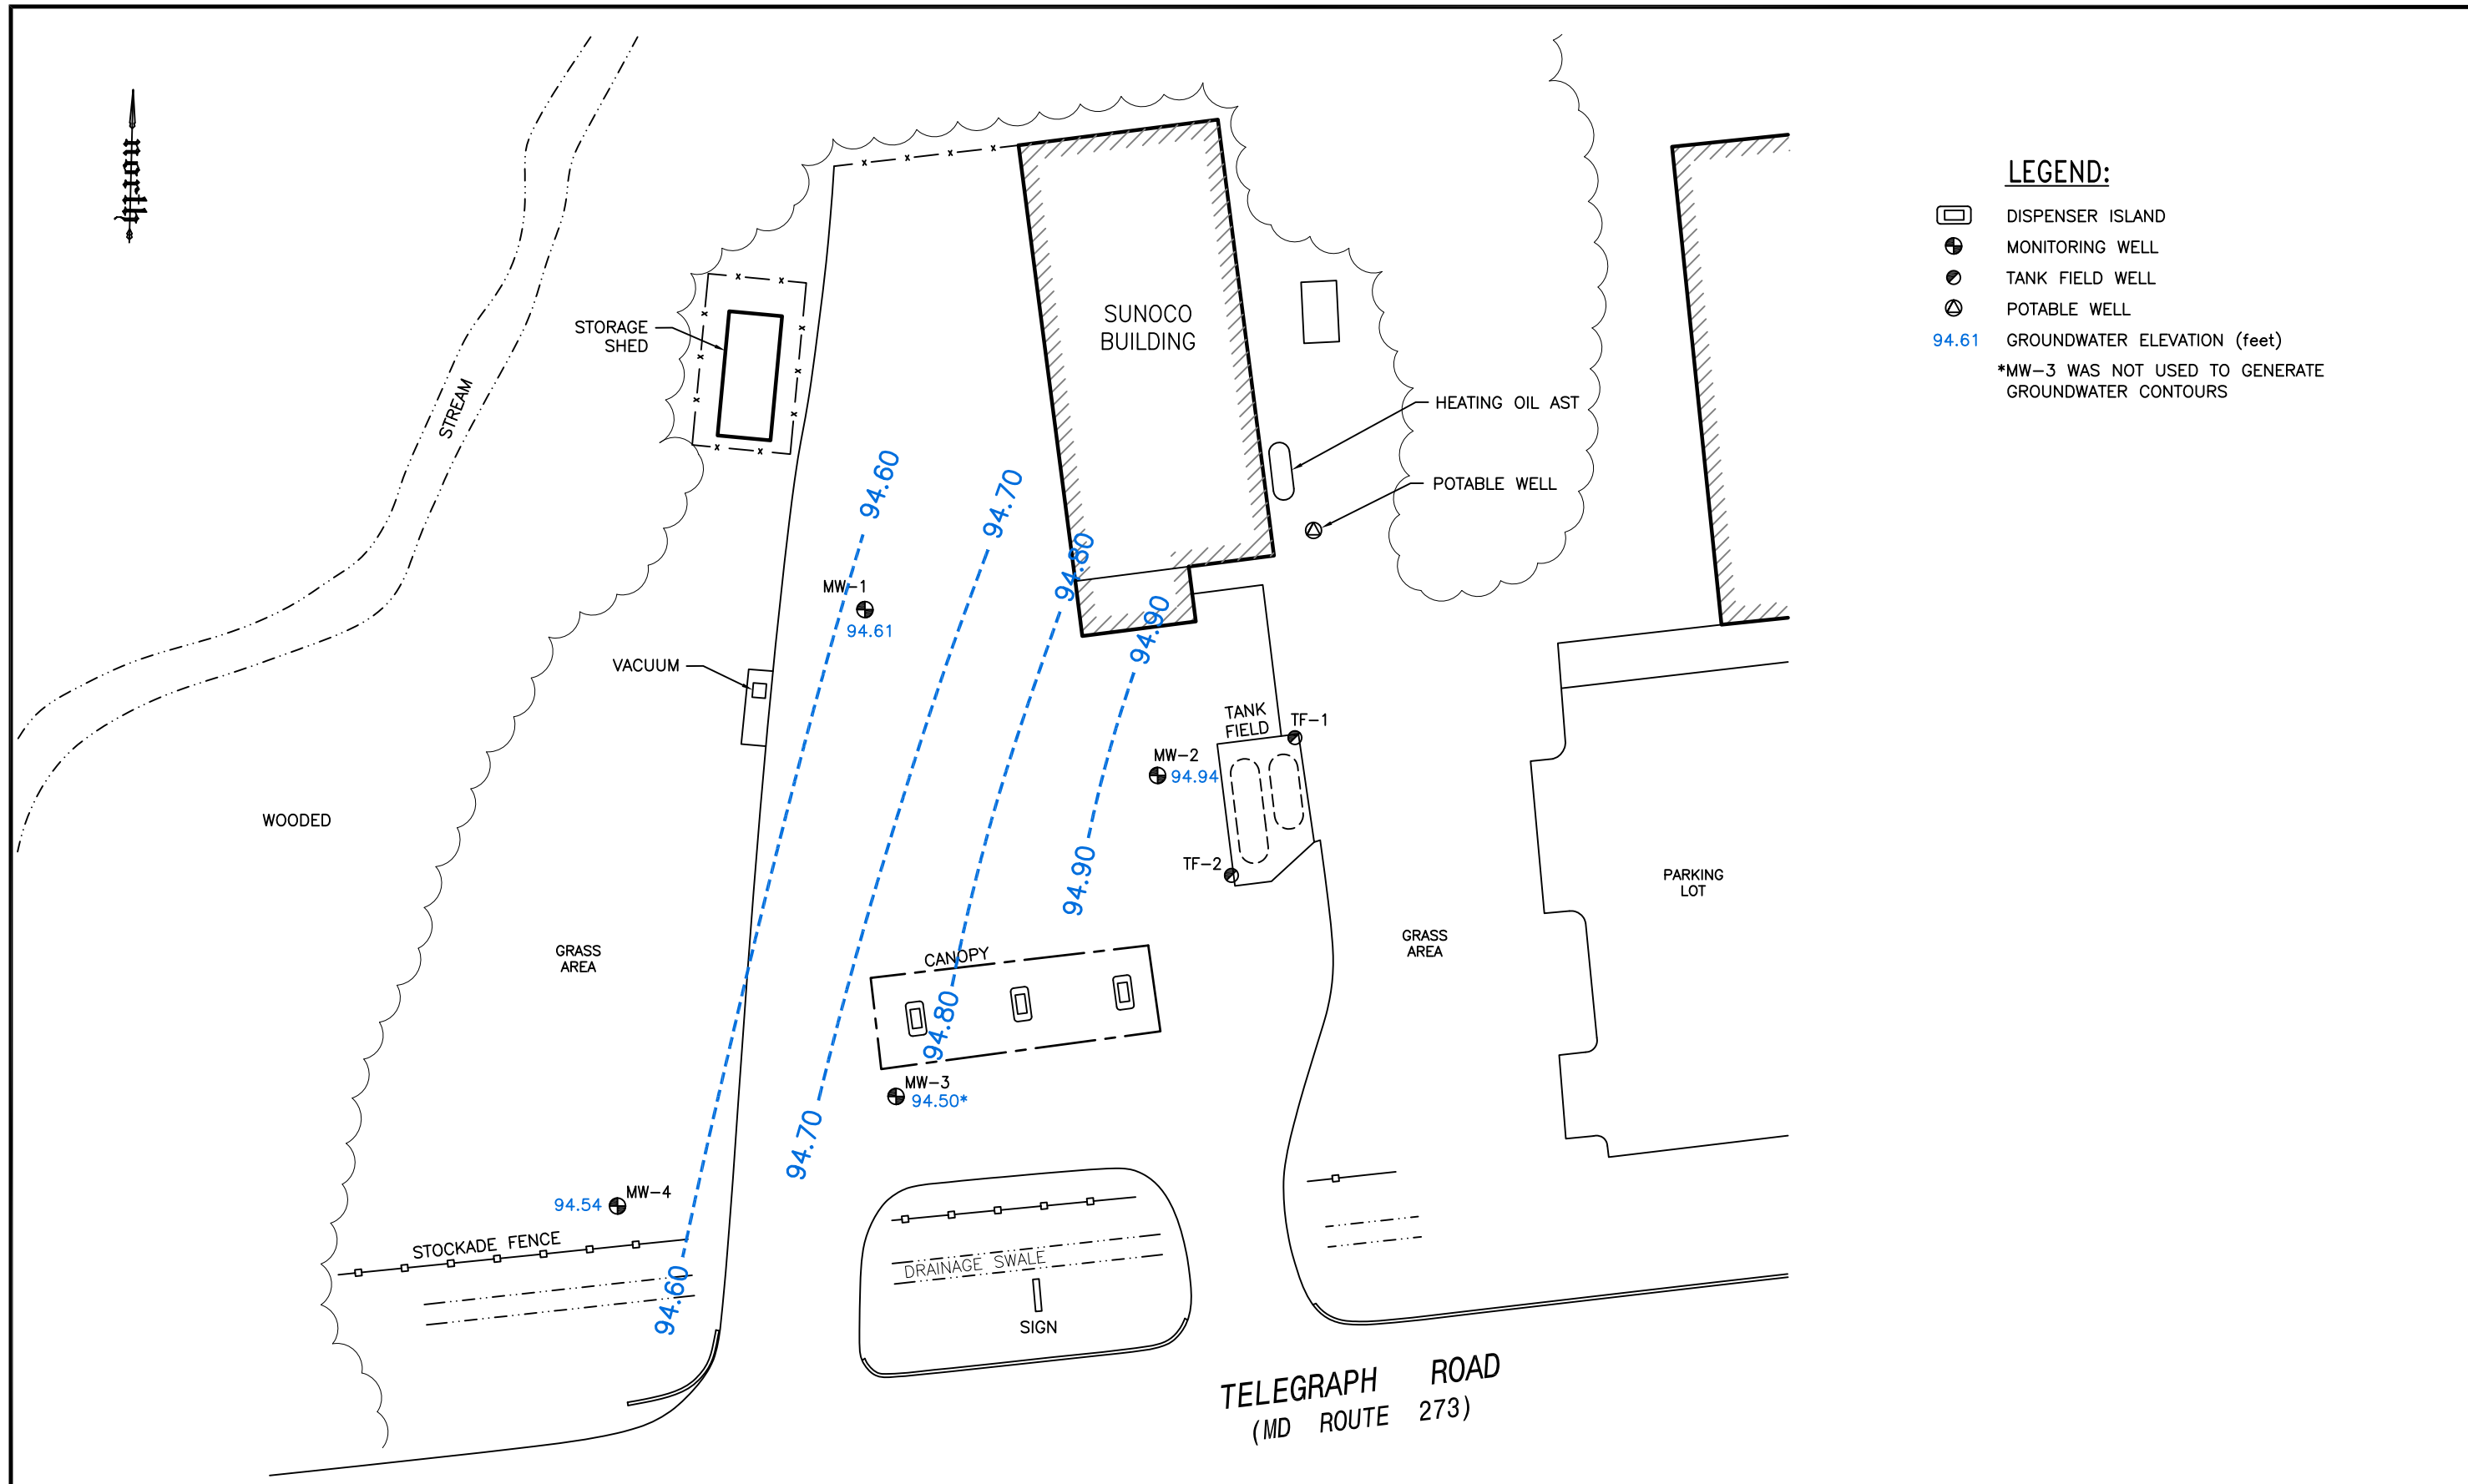 north
LEGEND:
DISPENSER ISLAND
MONITORING WELL
TANK FIELD WELL
POTABLE WELL
94.61 GROUNDWATER ELEVATION (feet)
*MW-3 WAS NOT USED TO GENERATE
GROUNDWATER CONTOURS
SUNOCO
BUILDING
STORAGE
SHED
STREAM
HEATING OIL AST
POTABLE WELL
94.60
94.70
94.80
94.90
MW-1
94.61
VACUUM
TANK
FIELD
TF-1
MW-2
94.94
WOODED
TF-2
94.90
PARKING
LOT
GRASS
AREA
GRASS
AREA
CANOPY
94.80
MW-3
94.50*
94.70
MW-4
94.54
STOCKADE FENCE
DRAINAGE SWALE
94.60
SIGN
TELEGRAPH ROAD
(MD ROUTE 273)